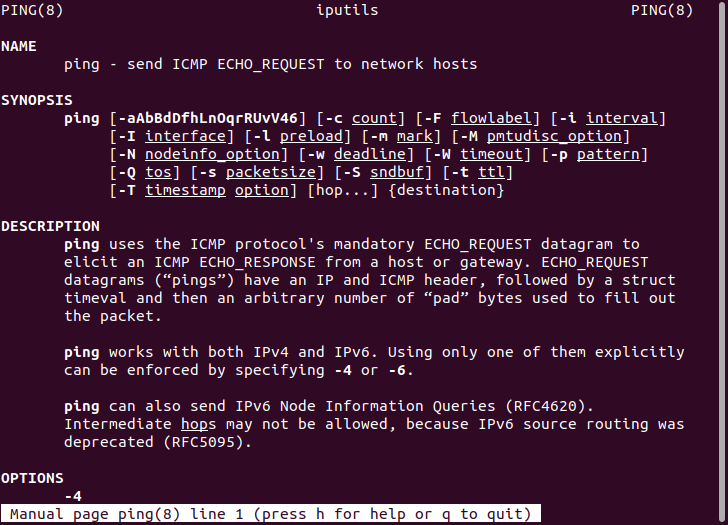 PING(8) iputils PING(8)
NAME
ping - send ICMP ECHO_REQUEST to network hosts
SYNOPSIS
ping [-aAbBdDfhLnOqrRUvV46] [-c count] [-F flowlabel] [-i interval]
[-I interface] [-l preload] [-m mark] [-M pmtudisc_option]
[-N nodeinfo_option] [-w deadline] [-W timeout] [-p pattern]
[-Q tos] [-s packetsize] [-S sndbuf] [-t ttl]
[-T timestamp option] [hop...] {destination}
DESCRIPTION
ping uses the ICMP protocol's mandatory ECHO_REQUEST datagram to
elicit an ICMP ECHO_RESPONSE from a host or gateway. ECHO_REQUEST
datagrams (“pings”) have an IP and ICMP header, followed by a struct
timeval and then an arbitrary number of “pad” bytes used to fill out
the packet.
ping works with both IPv4 and IPv6. Using only one of them explicitly
can be enforced by specifying -4 or -6.
ping can also send IPv6 Node Information Queries (RFC4620).
Intermediate hops may not be allowed, because IPv6 source routing was
deprecated (RFC5095).
OPTIONS
-4
Manual page ping(8) line 1 (press h for help or q to quit)